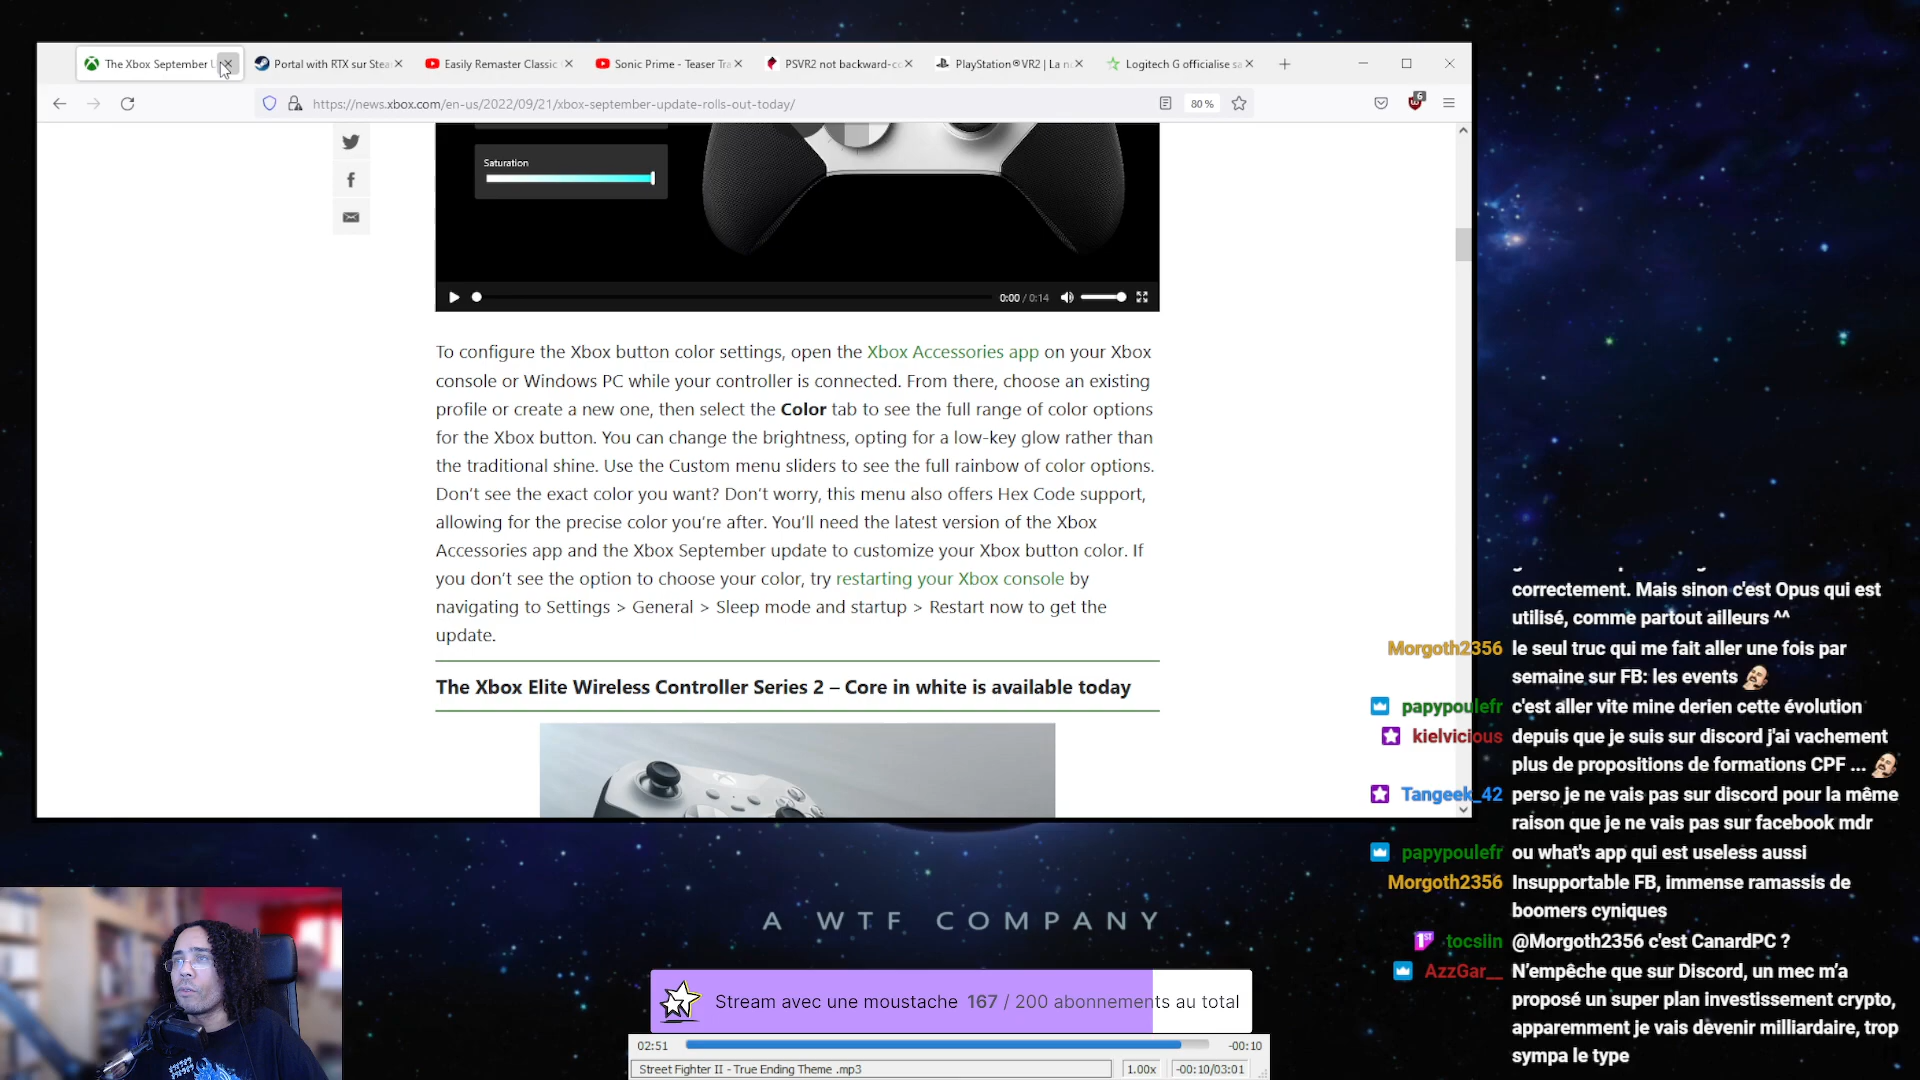 The Xbox September U
Portal with RTX sur Stea
Easily Remaster Classic
Sonic Prime - Teaser Tra
PSVR2 not backward-co
PlayStation®VR2 | La n
Logitech G officialise sa
https://news.xbox.com/en-us/2022/09/21/xbox-september-update-rolls-out-today/
80 %
6
Saturation
0:00 / 0:14
To configure the Xbox button color settings, open the Xbox Accessories app on your Xbox
console or Windows PC while your controller is connected. From there, choose an existing
profile or create a new one, then select the Color tab to see the full range of color options
for the Xbox button. You can change the brightness, opting for a low-key glow rather than
the traditional shine. Use the Custom menu sliders to see the full rainbow of color options.
Don’t see the exact color you want? Don’t worry, this menu also offers Hex Code support,
allowing for the precise color you’re after. You’ll need the latest version of the Xbox
Accessories app and the Xbox September update to customize your Xbox button color. If
you don’t see the option to choose your color, try restarting your Xbox console by
navigating to Settings > General > Sleep mode and startup > Restart now to get the
update.
The Xbox Elite Wireless Controller Series 2 – Core in white is available today
correctement. Mais sinon c'est Opus qui est
utilisé, comme partout ailleurs ^^
Morgoth2356 le seul truc qui me fait aller une fois par
semaine sur FB: les events
papypoulefr c'est aller vite mine derien cette évolution
kielvicious depuis que je suis sur discord j'ai vachement
plus de propositions de formations CPF ...
Tangeek_42 perso je ne vais pas sur discord pour la même
raison que je ne vais pas sur facebook mdr
papypoulefr ou what's app qui est useless aussi
Morgoth2356 Insupportable FB, immense ramassis de
boomers cyniques
1ST tocsiin @Morgoth2356 c'est CanardPC ?
AzzGar__ N’empêche que sur Discord, un mec m’a
proposé un super plan investissement crypto,
apparemment je vais devenir milliardaire, trop
sympa le type
A WTF COMPANY
Stream avec une moustache 167 / 200 abonnements au total
02:51
-00:10
Street Fighter II - True Ending Theme .mp3
1.00x
-00:10/03:01